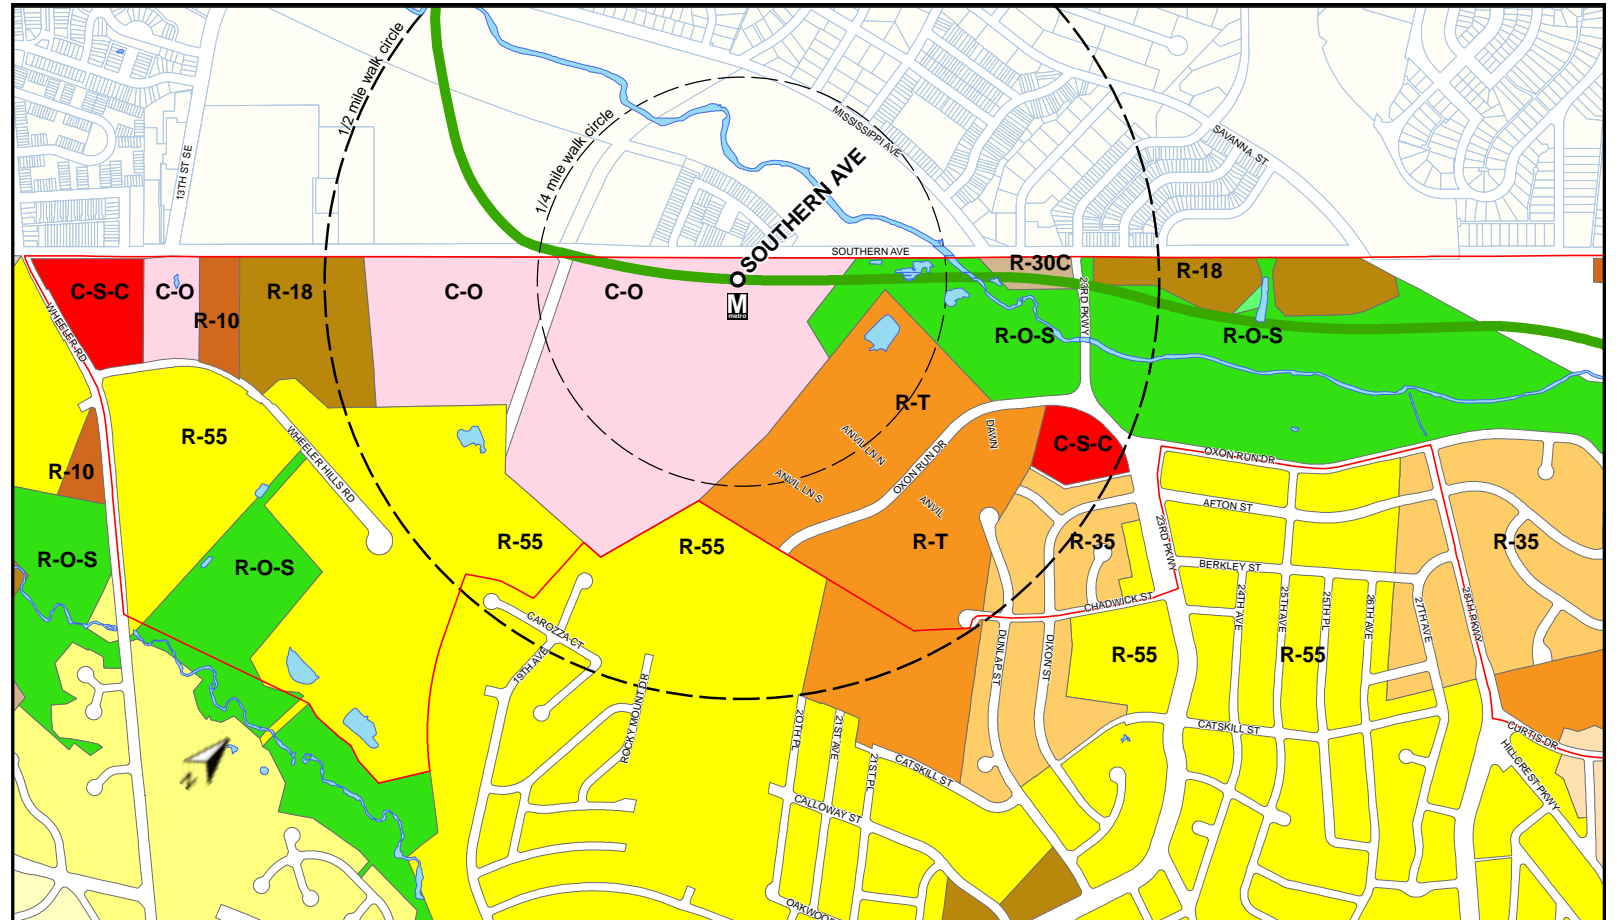 1/2 mile walk circle
1/4 mile walk circle
MISSISSIPPI AVE
SAVANNA ST
13TH ST SE
SOUTHERN AVE
SOUTHERN AVE
M
metro
C-S-C
C-O
R-10
R-18
C-O
C-O
R-30C
R-18
23RD PKWY
R-O-S
R-O-S
WHEELER RD
R-55
R-10
WHEELER HILLS RD
R-T
ANVIL LN N
ANVIL LN S
OXON RUN DR
DAWN
ANVIL
C-S-C
OXON RUN DR
AFTON ST
R-O-S
R-O-S
R-55
R-55
R-T
R-35
23RD PKWY
R-35
BERKLEY ST
CHADWICK ST
24TH AVE
25TH AVE
25TH PL
26TH AVE
27TH AVE
28TH PKWY
CAROZZA CT
19TH AVE
DUNLAP ST
DIXON ST
R-55
R-55
ROCKY MOUNT DR
20TH PL
21ST AVE
21ST PL
CATSKILL ST
CATSKILL ST
CURTIS DR
HILLCREST PKWY
CALLOWAY ST
N